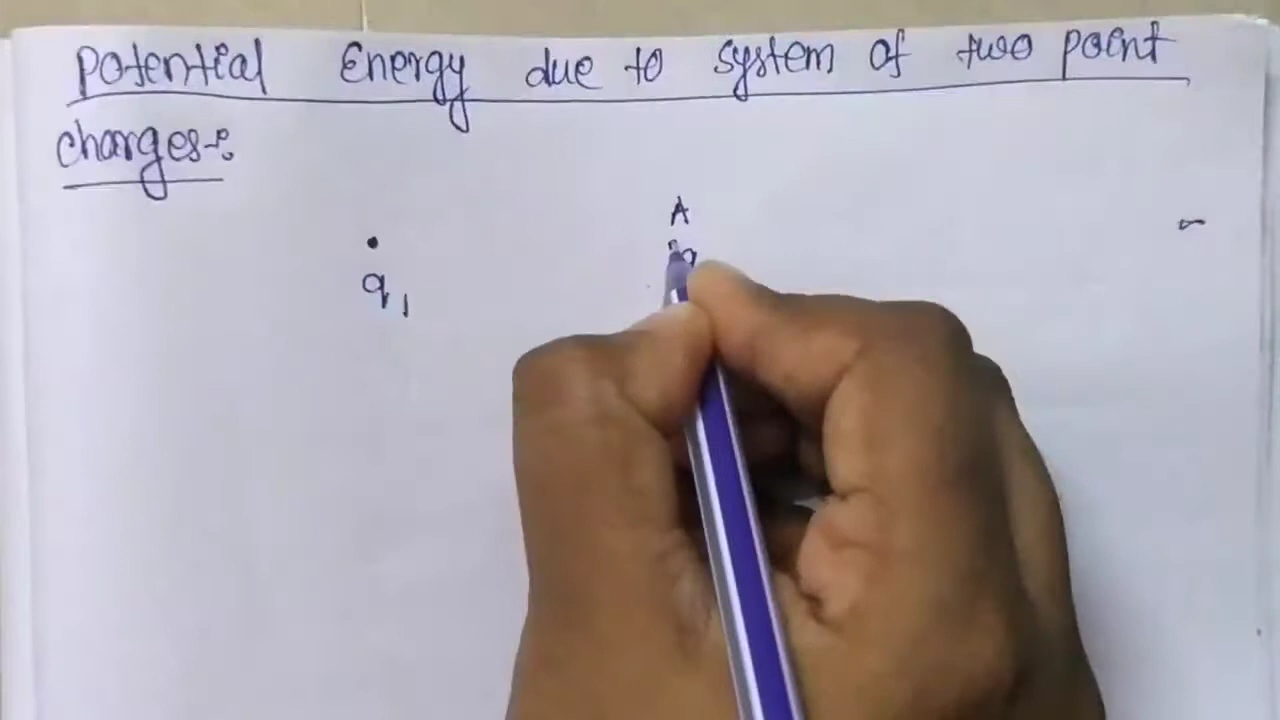 Potential Energy due to system of two point
charges:
A
q1